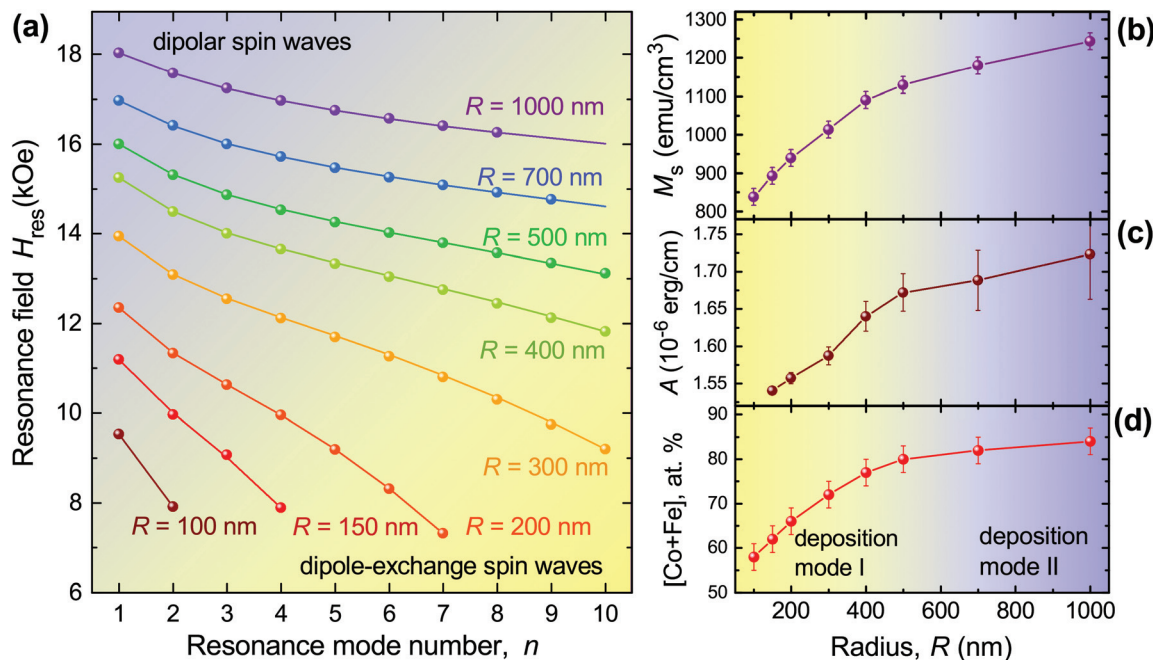 (a)
dipolar spin waves
R = 1000 nm
R = 700 nm
R = 500 nm
R = 400 nm
R = 300 nm
R = 200 nm
R = 150 nm
R = 100 nm
dipole-exchange spin waves
Resonance field H_res (kOe)
18
16
14
12
10
8
6
1 2 3 4 5 6 7 8 9 10
Resonance mode number, n
(b)
M_s (emu/cm³)
1300
1200
1100
1000
900
800
(c)
A (10⁻⁶ erg/cm)
1.75
1.70
1.65
1.60
1.55
(d)
[Co+Fe], at. %
90
80
70
60
50
deposition
mode I
deposition
mode II
200 400 600 800 1000
Radius, R (nm)